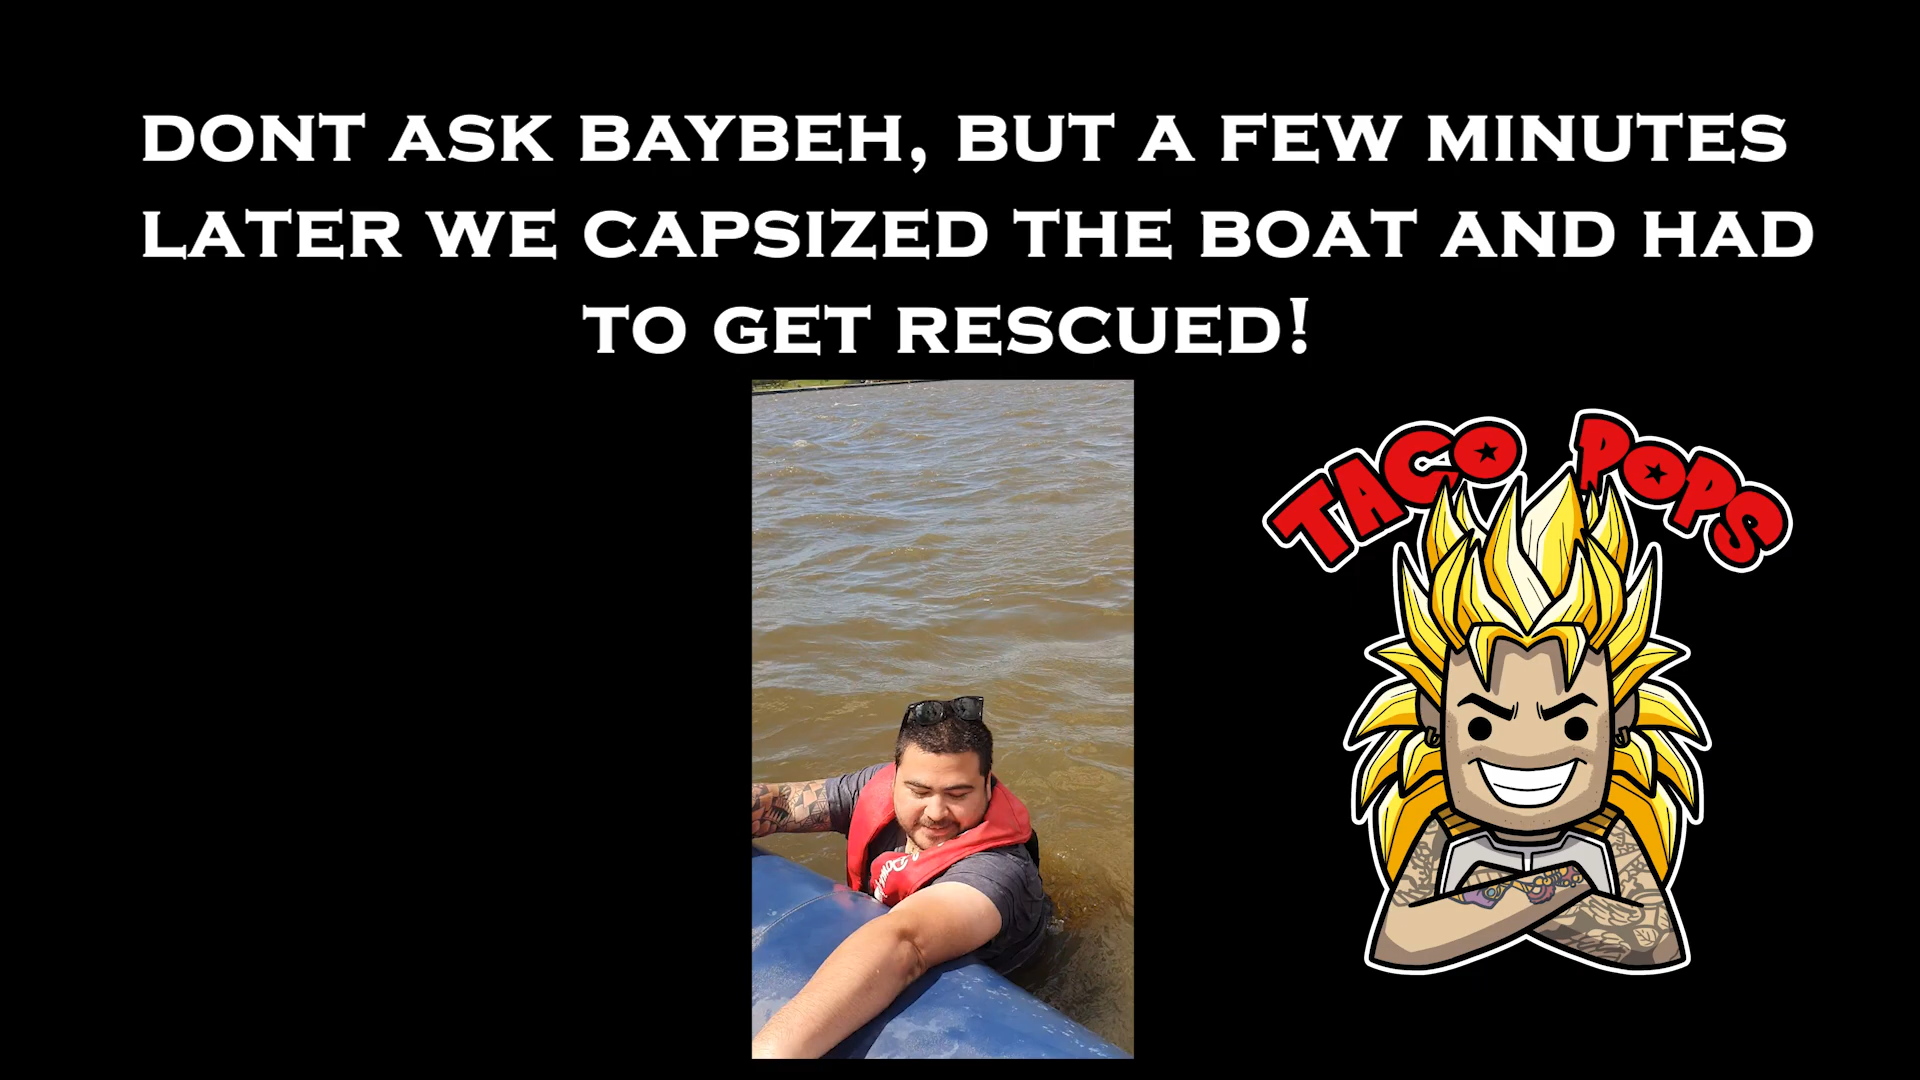 DONT ASK BAYBEH, BUT A FEW MINUTES
LATER WE CAPSIZED THE BOAT AND HAD
TO GET RESCUED!
TACO POPS